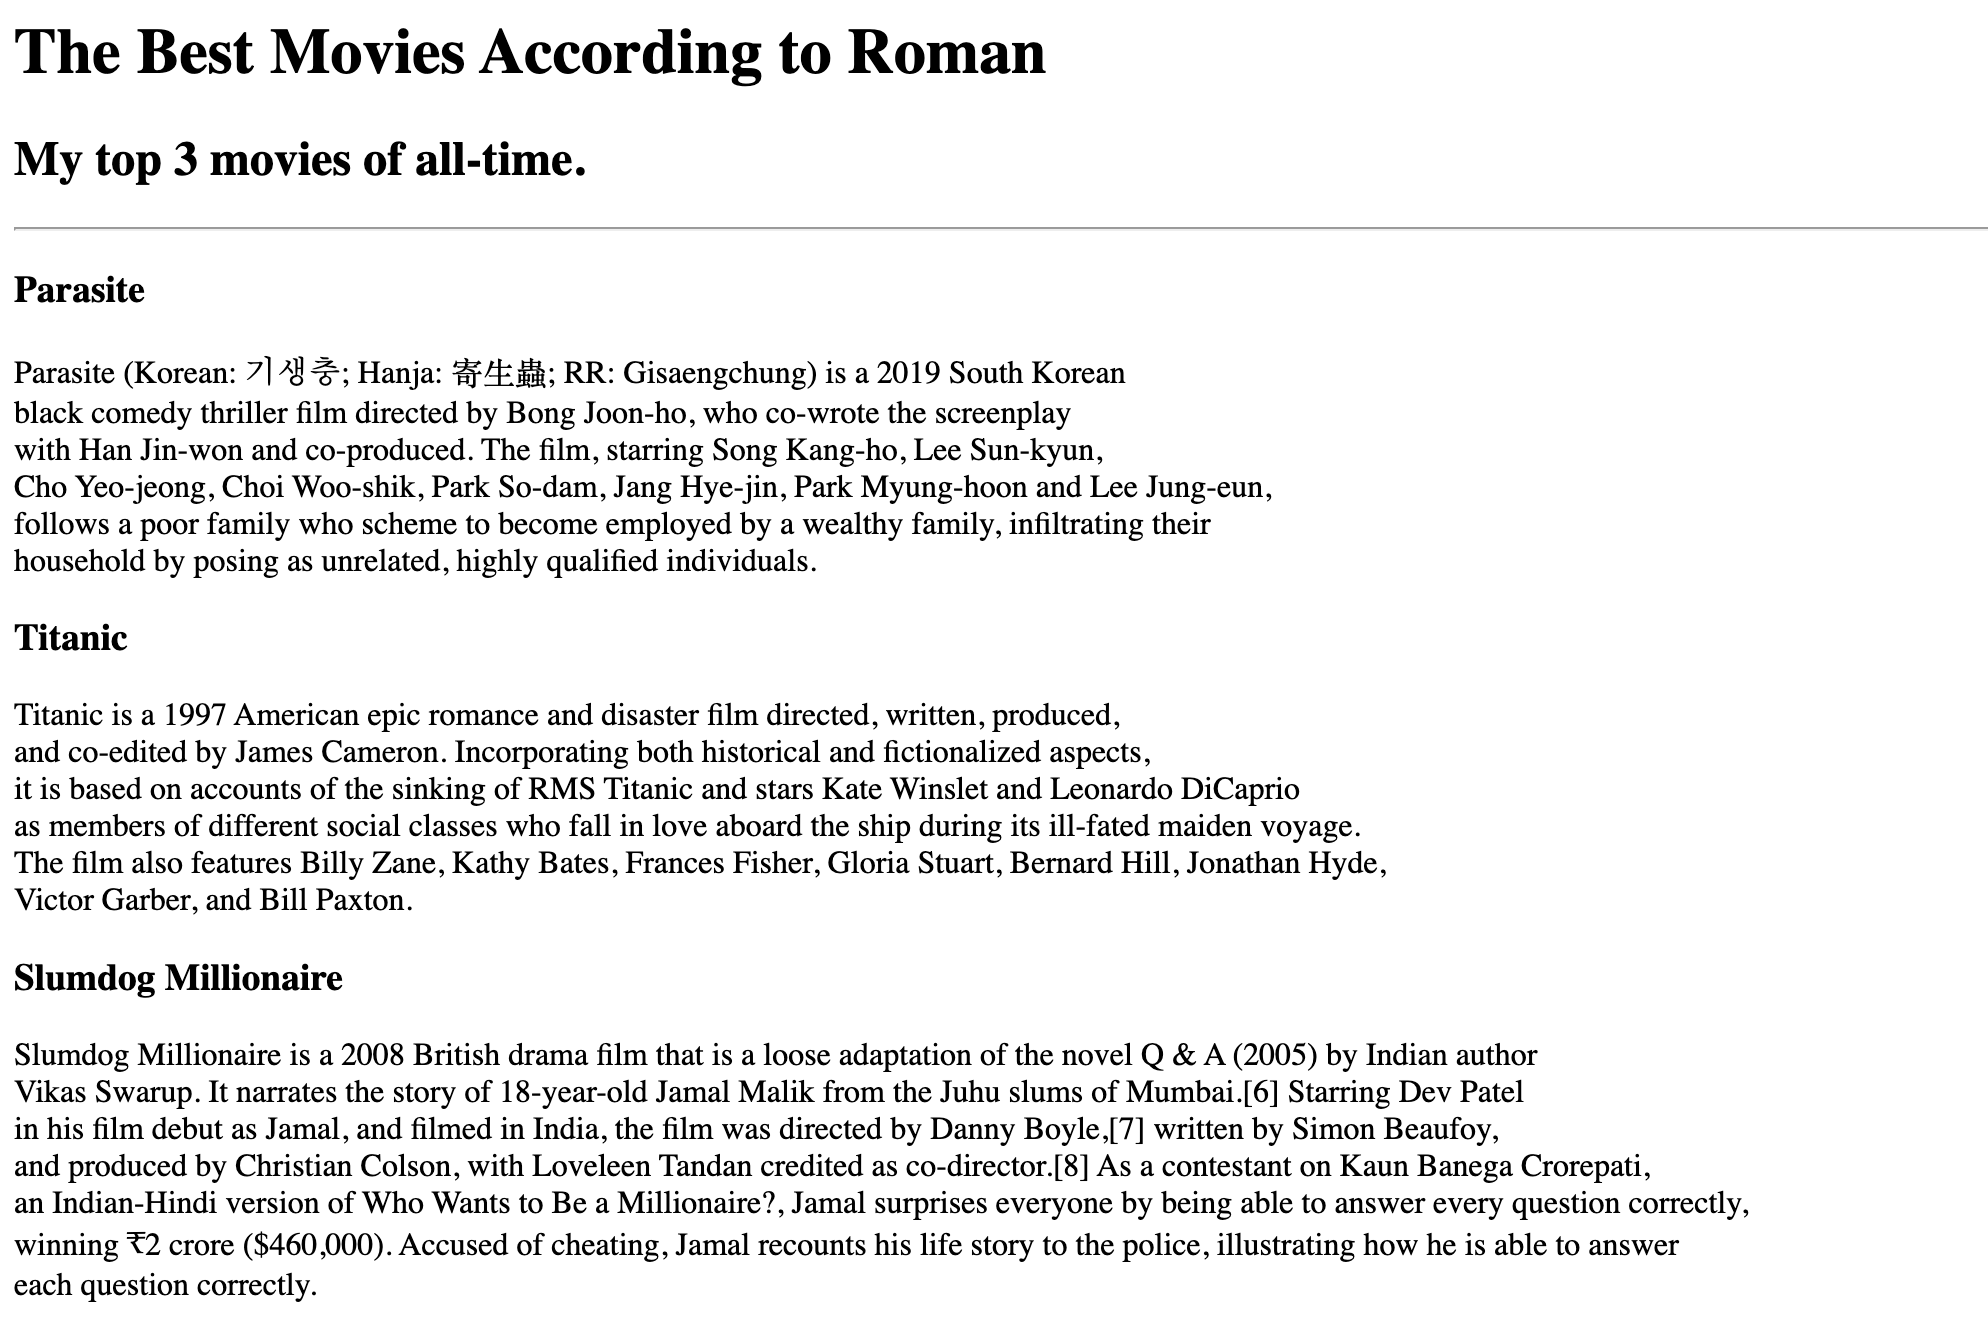 The Best Movies According to Roman
My top 3 movies of all-time.
Parasite
Parasite (Korean: 기생충; Hanja: 寄生蟲; RR: Gisaengchung) is a 2019 South Korean
black comedy thriller film directed by Bong Joon-ho, who co-wrote the screenplay
with Han Jin-won and co-produced. The film, starring Song Kang-ho, Lee Sun-kyun,
Cho Yeo-jeong, Choi Woo-shik, Park So-dam, Jang Hye-jin, Park Myung-hoon and Lee Jung-eun,
follows a poor family who scheme to become employed by a wealthy family, infiltrating their
household by posing as unrelated, highly qualified individuals.
Titanic
Titanic is a 1997 American epic romance and disaster film directed, written, produced,
and co-edited by James Cameron. Incorporating both historical and fictionalized aspects,
it is based on accounts of the sinking of RMS Titanic and stars Kate Winslet and Leonardo DiCaprio
as members of different social classes who fall in love aboard the ship during its ill-fated maiden voyage.
The film also features Billy Zane, Kathy Bates, Frances Fisher, Gloria Stuart, Bernard Hill, Jonathan Hyde,
Victor Garber, and Bill Paxton.
Slumdog Millionaire
Slumdog Millionaire is a 2008 British drama film that is a loose adaptation of the novel Q & A (2005) by Indian author
Vikas Swarup. It narrates the story of 18-year-old Jamal Malik from the Juhu slums of Mumbai.[6] Starring Dev Patel
in his film debut as Jamal, and filmed in India, the film was directed by Danny Boyle,[7] written by Simon Beaufoy,
and produced by Christian Colson, with Loveleen Tandan credited as co-director.[8] As a contestant on Kaun Banega Crorepati,
an Indian-Hindi version of Who Wants to Be a Millionaire?, Jamal surprises everyone by being able to answer every question correctly,
winning ₹2 crore ($460,000). Accused of cheating, Jamal recounts his life story to the police, illustrating how he is able to answer
each question correctly.